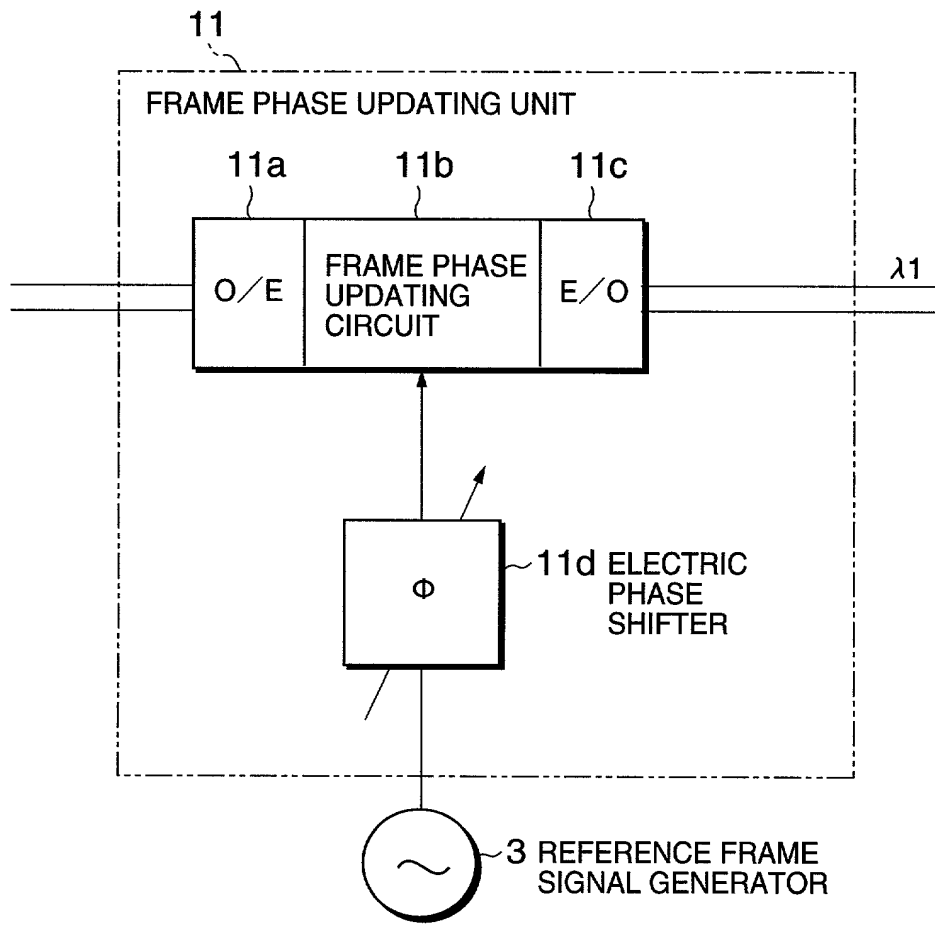 11
FRAME PHASE UPDATING UNIT
11a
11b
11c
O/E
FRAME PHASE
UPDATING
CIRCUIT
E/O
λ1
Φ
11d ELECTRIC
PHASE
SHIFTER
3 REFERENCE FRAME
SIGNAL GENERATOR